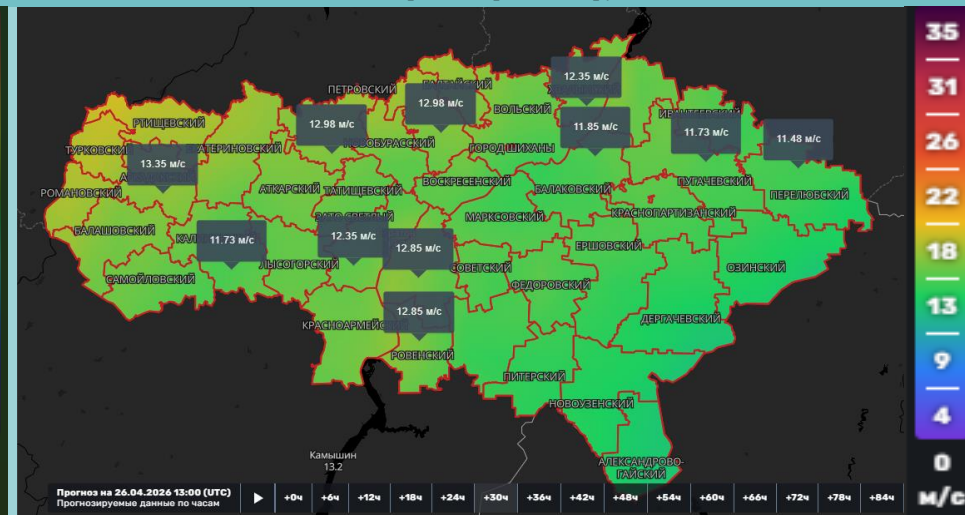 35
31
26
22
18
13
9
4
0
м/с
12.35 м/с
ПЕТРОВСКИЙ
12.98 м/с
ВОЛЬСКИЙ
РТИЩЕВСКИЙ
12.98 м/с
11.85 м/с
11.73 м/с
11.48 м/с
13.35 м/с
ГОРОД ШИХАНЫ
РОМАНОВСКИЙ
АТКАРСКИЙ
ТАТИЩЕВСКИЙ
ВОСКРЕСЕНСКИЙ
БАЛАКОВСКИЙ
ПУГАЧЕВСКИЙ
ПЕРЕЛЮБСКИЙ
МАРКСОВСКИЙ
КРАСНОПАРТИЗАНСКИЙ
БАЛАШОВСКИЙ
11.73 м/с
12.35 м/с
12.85 м/с
ЕРШОВСКИЙ
САМОЙЛОВСКИЙ
ЛЫСОГОРСКИЙ
СОВЕТСКИЙ
ОЗИНСКИЙ
ФЕДОРОВСКИЙ
12.85 м/с
ДЕРГАЧЕВСКИЙ
РОВЕНСКИЙ
ПИТЕРСКИЙ
НОВОУЗЕНСКИЙ
Камышин
13.2
АЛЕКСАНДРОВО-
ГАЙСКИЙ
Прогноз на 26.04.2026 13:00 (UTC)
Прогнозируемые данные по часам
+0ч +6ч +12ч +18ч +24ч +30ч +36ч +42ч +48ч +54ч +60ч +66ч +72ч +78ч +84ч